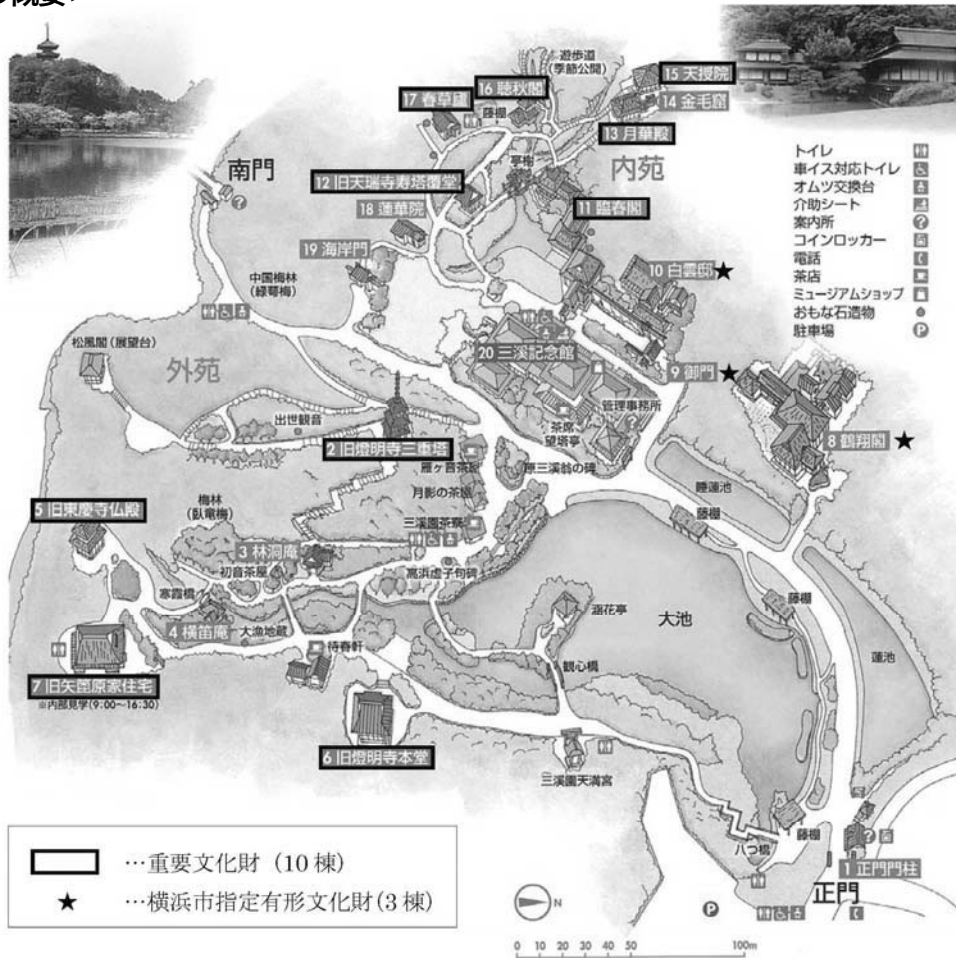 遊歩道
(季節公開)
15 天授院
16 聴秋閣
17 春草廬
藤棚
14 金毛窟
13 月華殿
亭樹
内苑
南門
12 旧天瑞寺寿塔覆堂
11 臨春閣
18 蓮華院
19 海岸門
10 白雲邸★
中国梅林
(緑萼梅)
トイレ
車イス対応トイレ
オムツ交換台
介助シート
案内所
?
コインロッカー
電話
茶店
ミュージアムショップ
おもな石造物
駐車場
P
松風閣(展望台)
外苑
20 三溪記念館
9 御門★
管理事務所
茶席
望塔亭
出世観音
2 旧燈明寺三重塔
8 鶴翔閣★
雁ヶ音茶屋
原三溪翁の碑
月影の茶屋
睡蓮池
藤棚
5 旧東慶寺仏殿
梅林
(臥竜梅)
三溪園茶寮
3 林洞庵
初音茶屋
高浜虚子句碑
寒霞橋
涵花亭
大池
藤棚
4 横笛庵
大漁地蔵
待春軒
観心橋
蓮池
7 旧矢箆原家住宅
※内部見学(9:00~16:30)
6 旧燈明寺本堂
三溪園天満宮
八つ橋
藤棚
1 正門門柱
正門
P
…重要文化財 (10 棟)
★ …横浜市指定有形文化財(3 棟)
N
0 10 20 30 40 50 100m